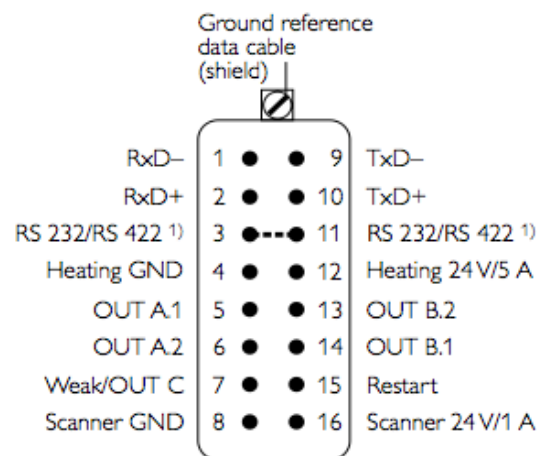 Ground reference
data cable
(shield)
RxD– 1 9 TxD–
RxD+ 2 10 TxD+
RS 232/RS 422 1) 3 11 RS 232/RS 422 1)
Heating GND 4 12 Heating 24 V/5 A
OUT A.1 5 13 OUT B.2
OUT A.2 6 14 OUT B.1
Weak/OUT C 7 15 Restart
Scanner GND 8 16 Scanner 24 V/1 A